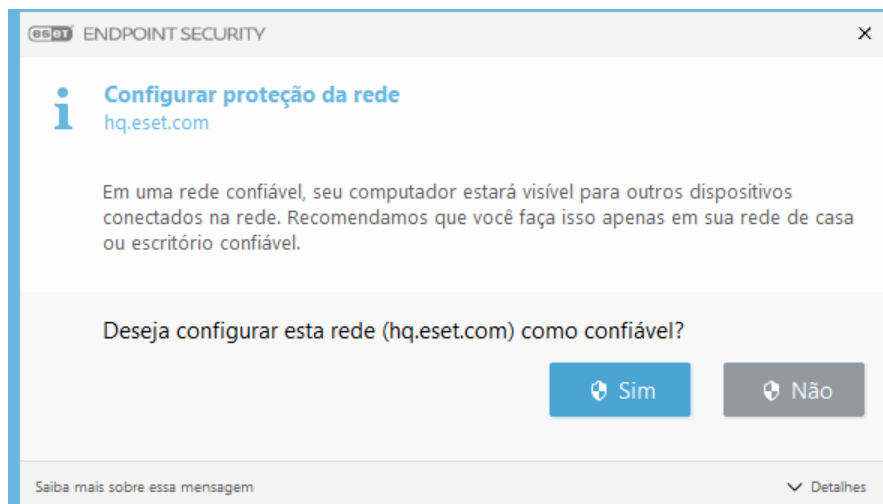 eset ENDPOINT SECURITY
Configurar proteção da rede
hq.eset.com
Em uma rede confiável, seu computador estará visível para outros dispositivos
conectados na rede. Recomendamos que você faça isso apenas em sua rede de casa
ou escritório confiável.
Deseja configurar esta rede (hq.eset.com) como confiável?
Sim
Não
Saiba mais sobre essa mensagem
Detalhes